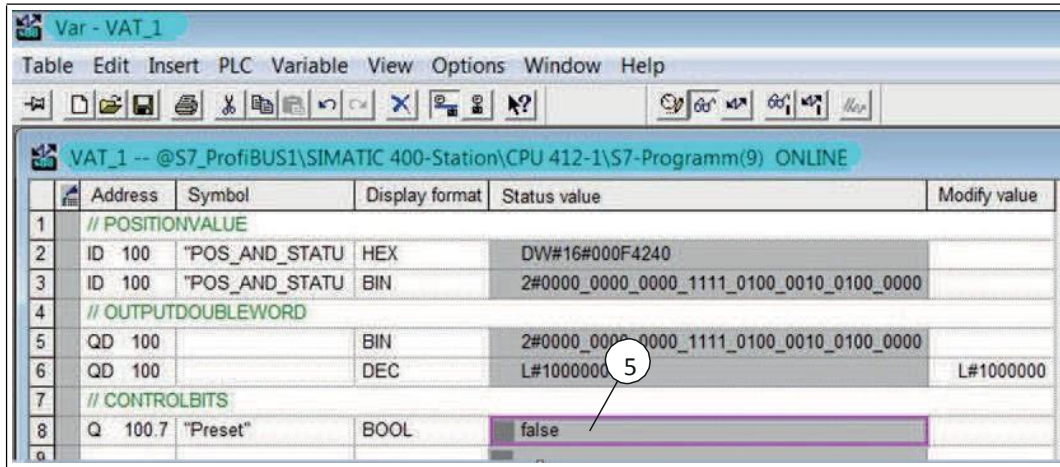 Var - VAT_1
Table Edit Insert PLC Variable View Options Window Help
VAT_1 -- @S7_ProfiBUS1\SIMATIC 400-Station\CPU 412-1\S7-Programm(9) ONLINE
Address Symbol Display format Status value Modify value
1 // POSITIONVALUE
2 ID 100 "POS_AND_STATU HEX DW#16#000F4240
3 ID 100 "POS_AND_STATU BIN 2#0000_0000_0000_1111_0100_0010_0100_0000
4 // OUTPUTDOUBLEWORD
5 QD 100 BIN 2#0000_0000_0000_1111_0100_0010_0100_0000
6 QD 100 DEC L#1000000 L#1000000
5
7 // CONTROLBITS
8 Q 100.7 "Preset" BOOL false
9